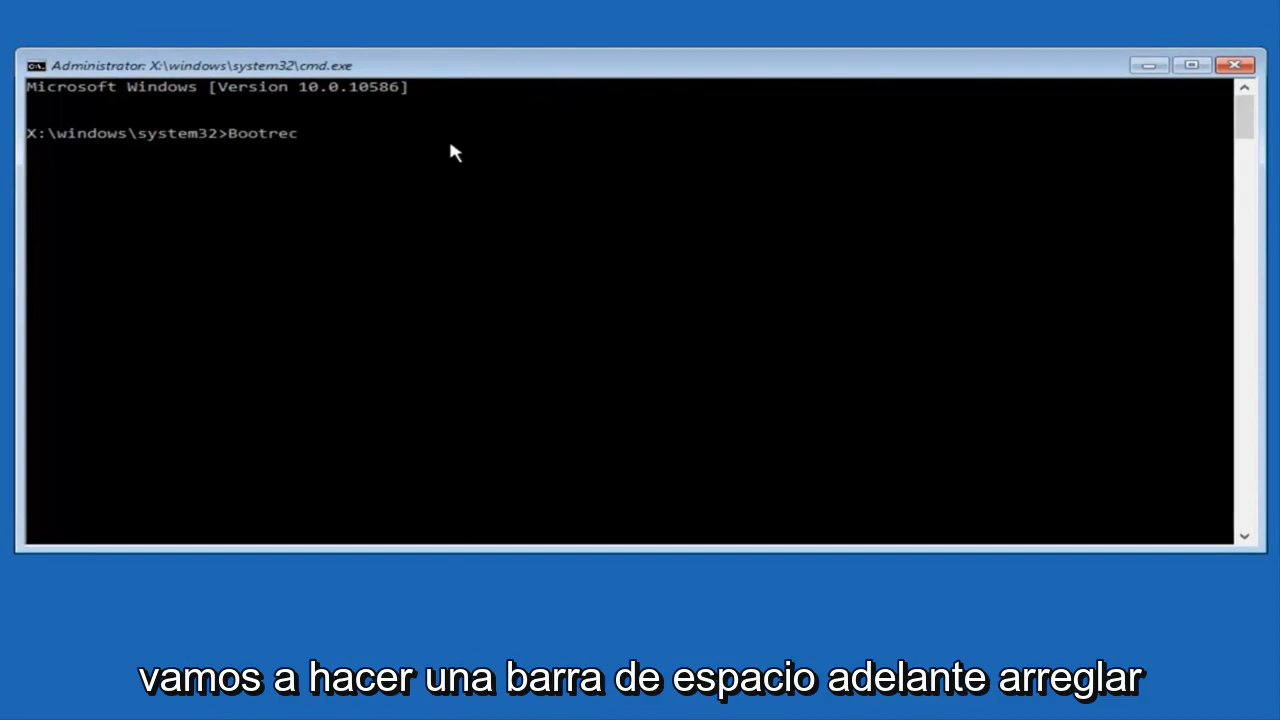 Administrator: X:\windows\system32\cmd.exe
Microsoft Windows [Version 10.0.10586]
X:\windows\system32>Bootrec
vamos a hacer una barra de espacio adelante arreglar